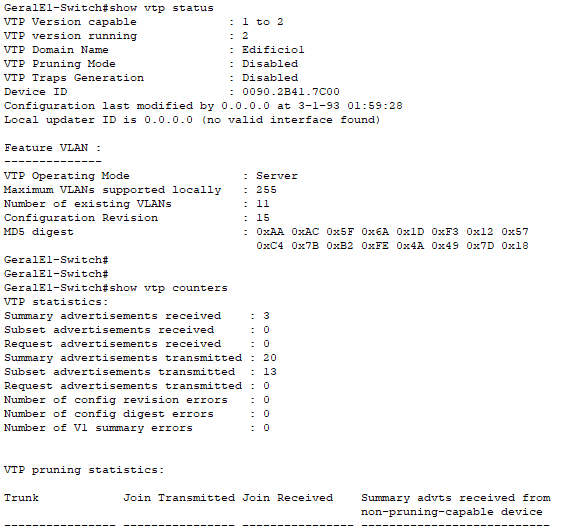 GeralE1-Switch#show vtp status
VTP Version capable : 1 to 2
VTP version running : 2
VTP Domain Name : Edificio1
VTP Pruning Mode : Disabled
VTP Traps Generation : Disabled
Device ID : 0090.2B41.7C00
Configuration last modified by 0.0.0.0 at 3-1-93 01:59:28
Local updater ID is 0.0.0.0 (no valid interface found)
Feature VLAN :
--------------
VTP Operating Mode : Server
Maximum VLANs supported locally : 255
Number of existing VLANs : 11
Configuration Revision : 15
MD5 digest : 0xAA 0xAC 0x5F 0x6A 0x1D 0xF3 0x12 0x57
0xC4 0x7B 0xB2 0xFE 0x4A 0x49 0x7D 0x18
GeralE1-Switch#
GeralE1-Switch#
GeralE1-Switch#show vtp counters
VTP statistics:
Summary advertisements received : 3
Subset advertisements received : 0
Request advertisements received : 0
Summary advertisements transmitted : 20
Subset advertisements transmitted : 13
Request advertisements transmitted : 0
Number of config revision errors : 0
Number of config digest errors : 0
Number of V1 summary errors : 0
VTP pruning statistics:
Trunk Join Transmitted Join Received Summary advts received from
non-pruning-capable device
---------------- ---------------- ---------------- ---------------------------